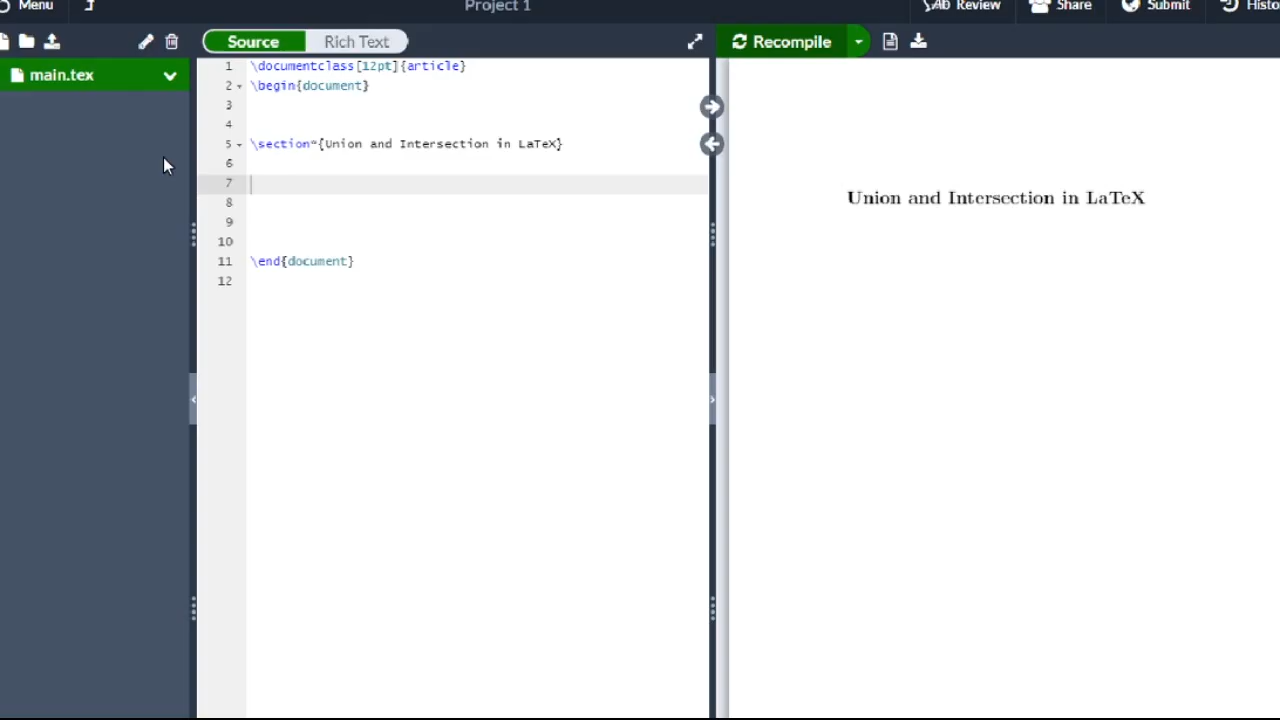 Menu
Project 1
Review
Share
Submit
Histo
Source
Rich Text
Recompile
main.tex
1 \documentclass[12pt]{article}
2 \begin{document}
3
4
5 \section*{Union and Intersection in LaTeX}
6
7
8
9
10
11 \end{document}
12
Union and Intersection in LaTeX